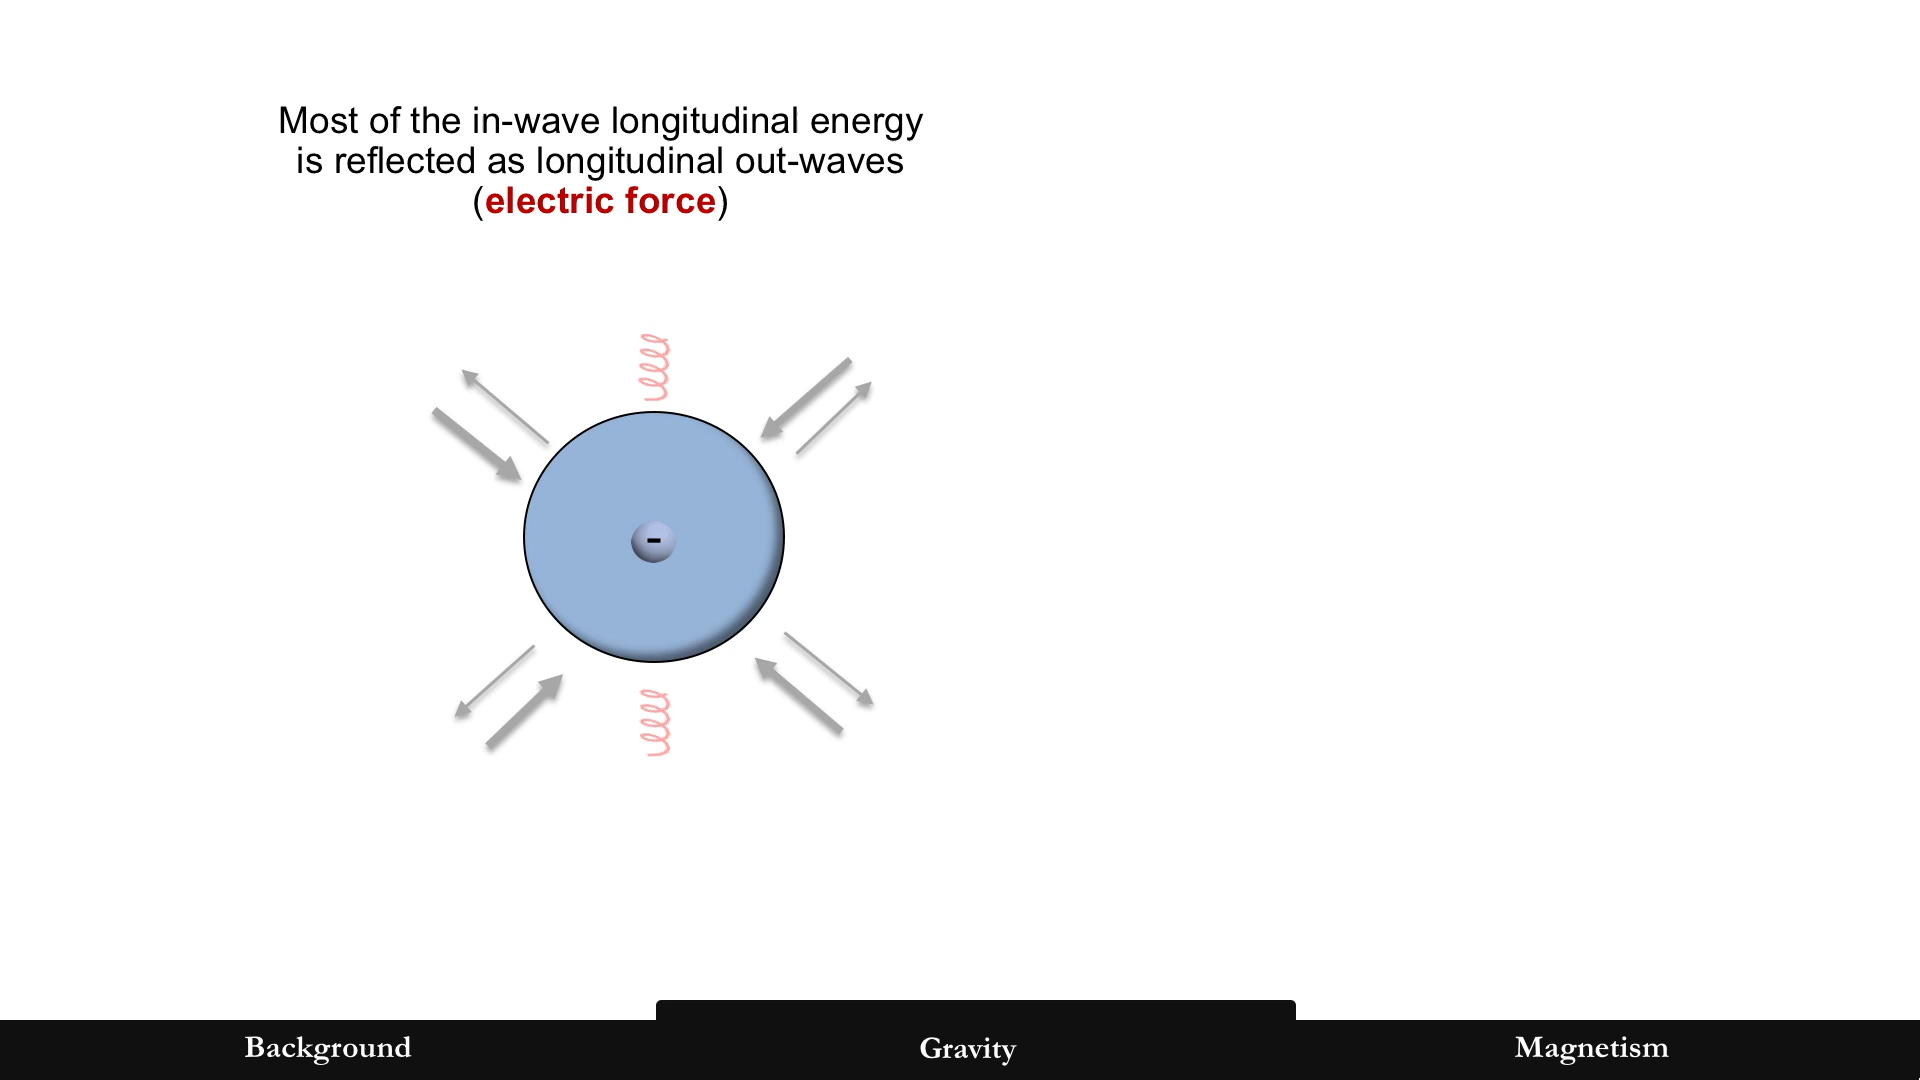 Most of the in-wave longitudinal energy
is reflected as longitudinal out-waves
(electric force)
-
Background
Gravity
Magnetism